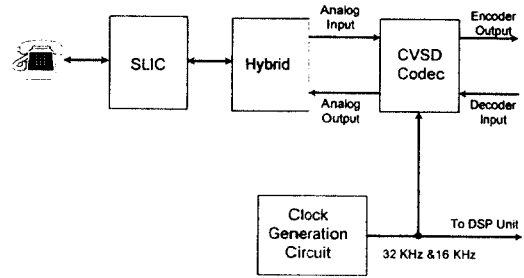 Analog
Input
Encoder
Output
SLIC
Hybrid
CVSD
Codec
Analog
Output
Decoder
Input
Clock
Generation
Circuit
To DSP Unit
32 KHz &16 KHz